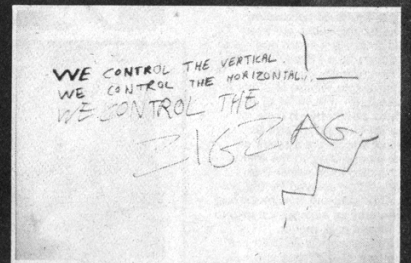 WE CONTROL THE VERTICAL.
WE CONTROL THE HORIZONTAL...
WE CONTROL THE
ZIGZAG.